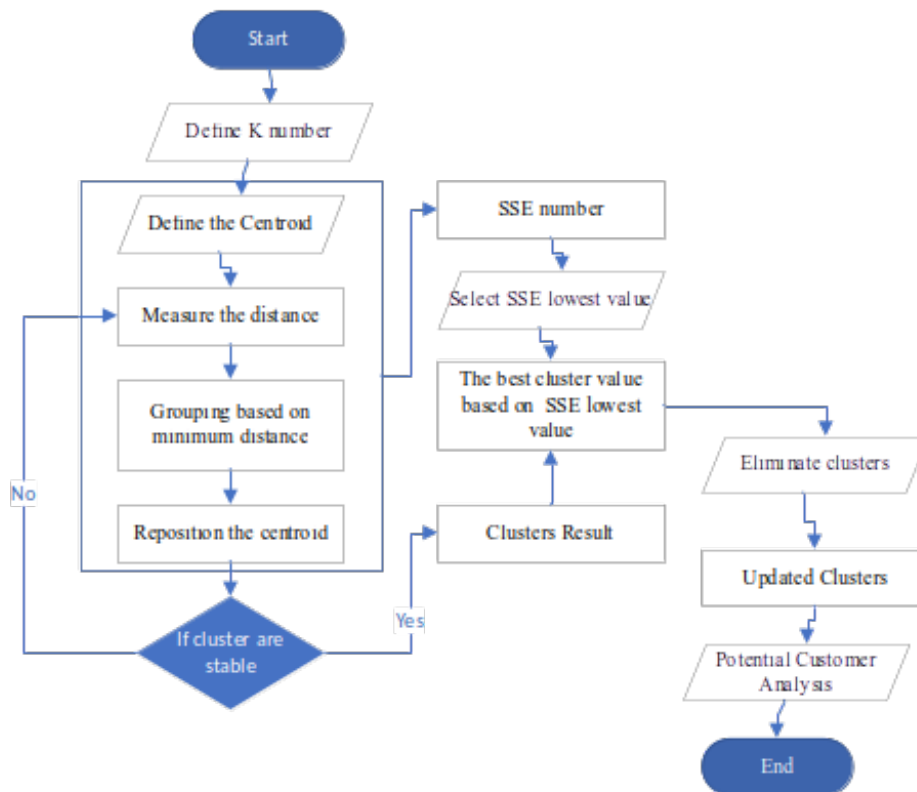 Start
Define K number
Define the Centroid
Measure the distance
Grouping based on
minimum distance
Reposition the centroid
No
If cluster are
stable
Yes
SSE number
Select SSE lowest value
The best cluster value
based on SSE lowest
value
Clusters Result
Eliminate clusters
Updated Clusters
Potential Customer
Analysis
End